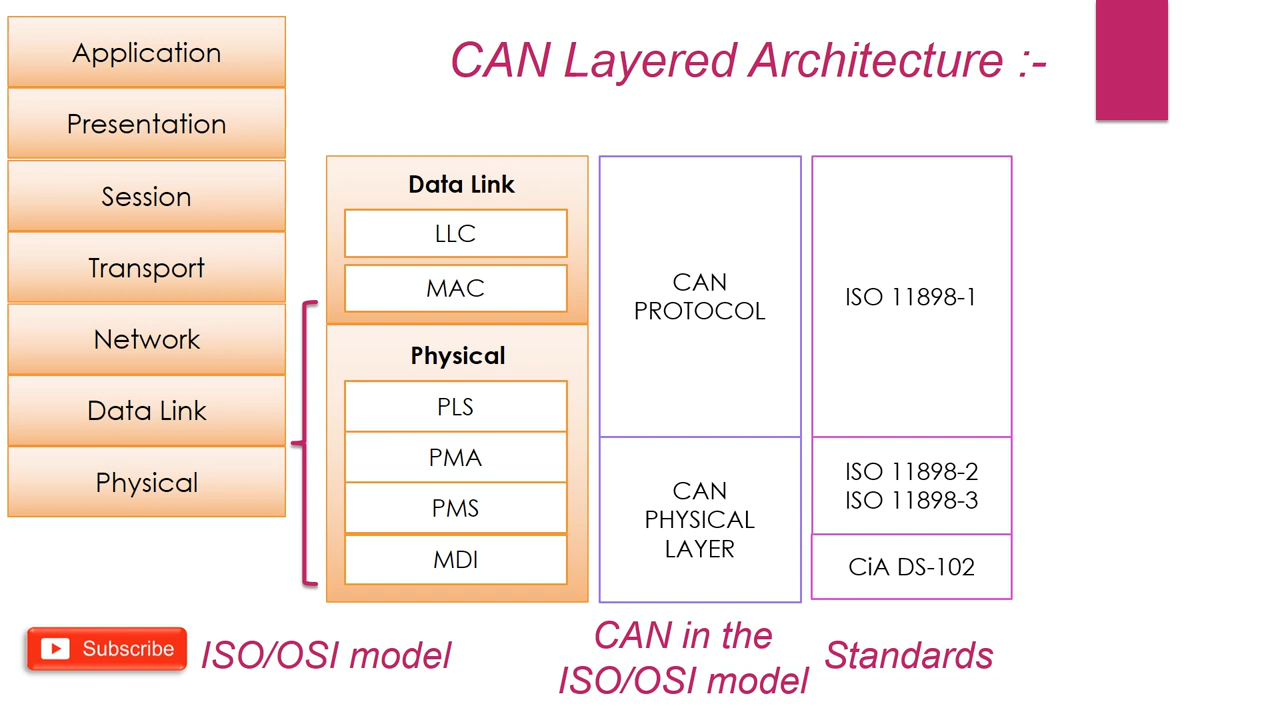 CAN Layered Architecture :-
Application
Presentation
Session
Transport
Network
Data Link
Physical
Data Link
LLC
MAC
Physical
PLS
PMA
PMS
MDI
CAN
PROTOCOL
CAN
PHYSICAL
LAYER
ISO 11898-1
ISO 11898-2
ISO 11898-3
CiA DS-102
Subscribe
ISO/OSI model
CAN in the
ISO/OSI model
Standards